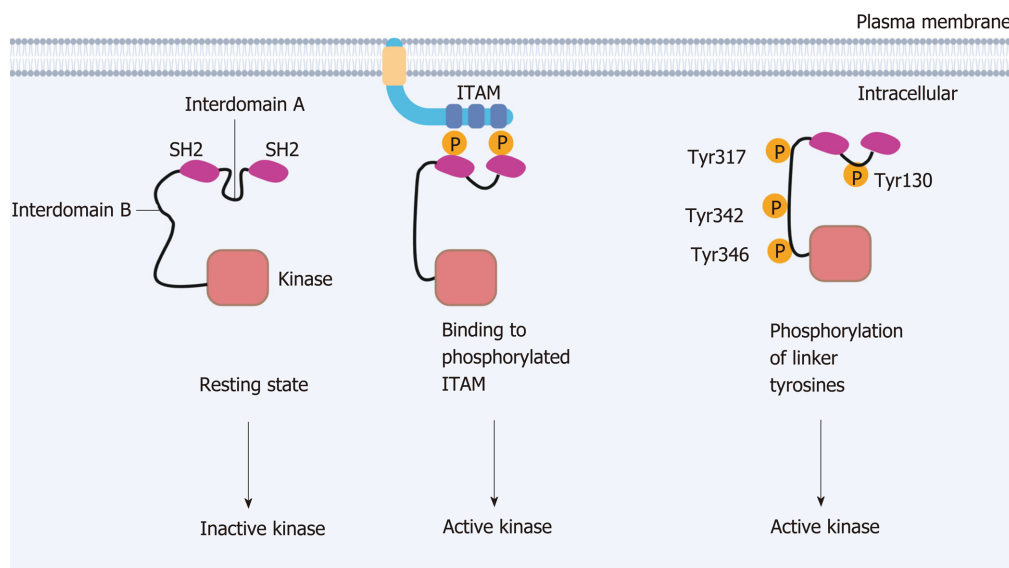 Plasma membrane
ITAM
Intracellular
Interdomain A
SH2
SH2
Interdomain B
Kinase
P
P
Tyr317
P
P
Tyr130
Tyr342
P
Tyr346
P
Resting state
Binding to
phosphorylated
ITAM
Phosphorylation
of linker
tyrosines
Inactive kinase
Active kinase
Active kinase